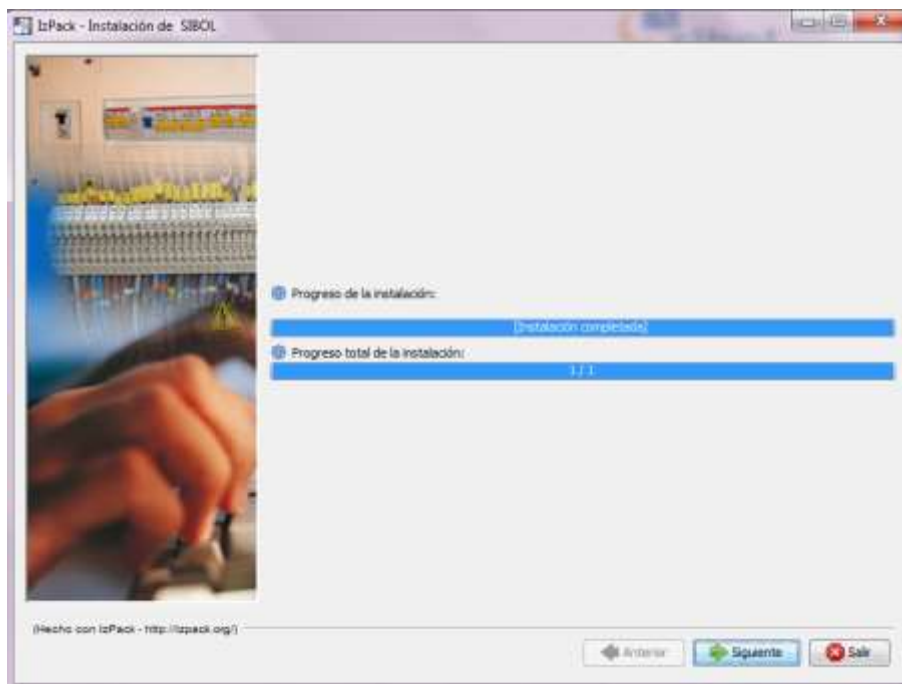 IzPack - Instalación de SIBOL
Progreso de la instalación:
[Instalación completada]
Progreso total de la instalación:
1 / 1
(Hecho con IzPack - http://izpack.org/)
Anterior
Siguiente
Salir